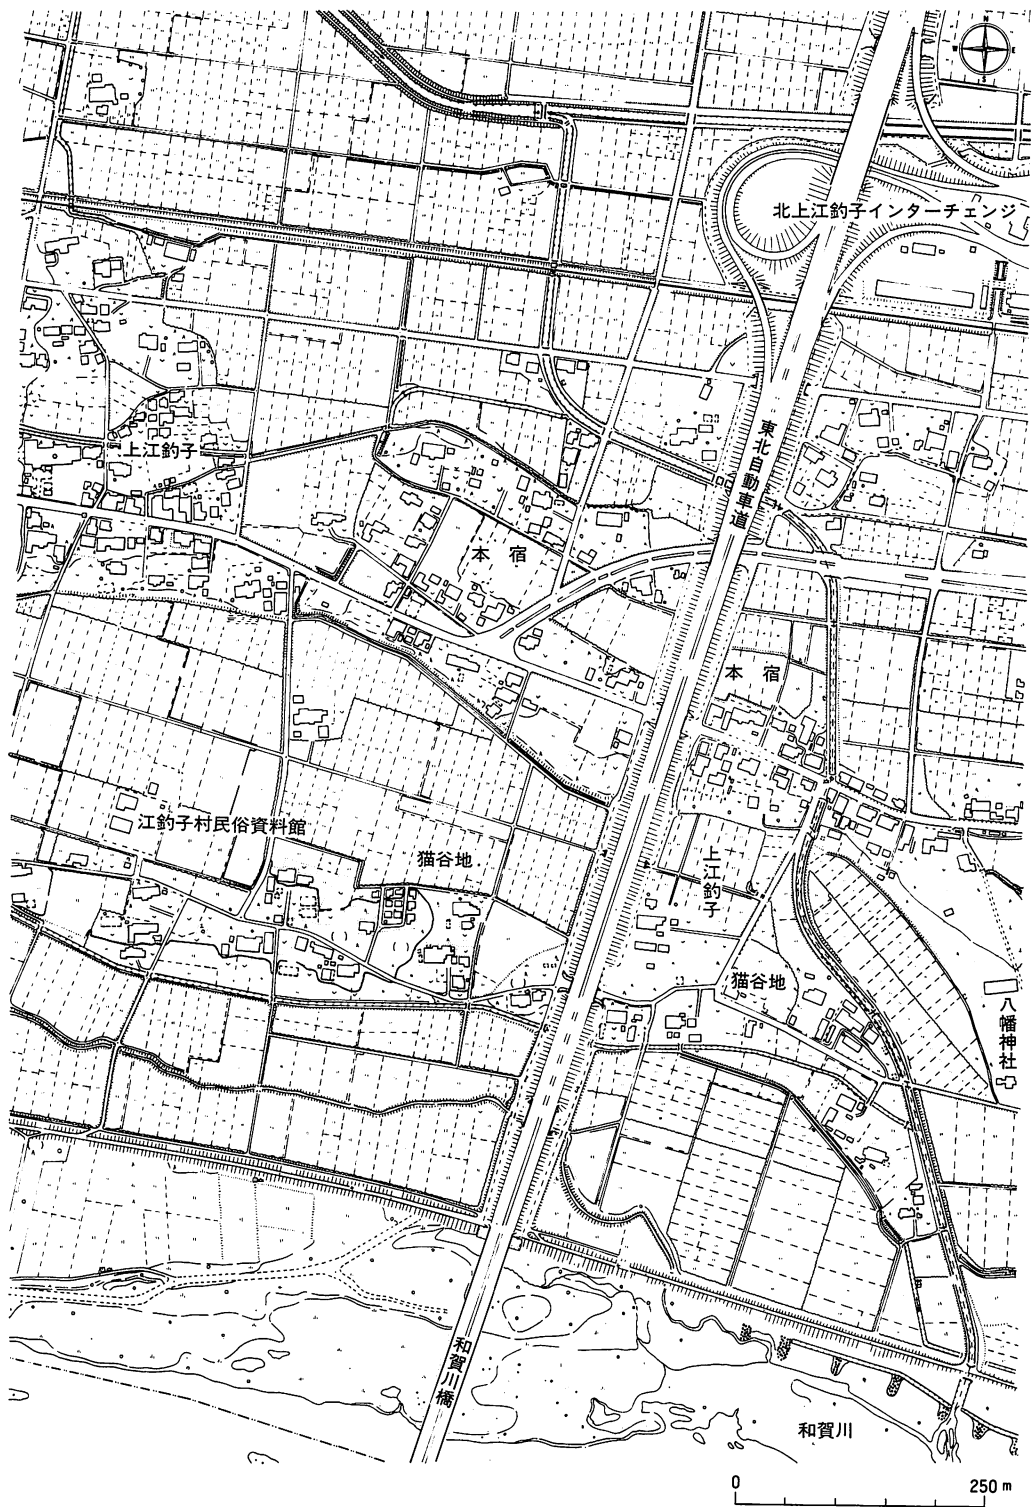 N
W
E
S
北上江釣子インターチェンジ
東北自動車道
上江釣子
本宿
本宿
江釣子村民俗資料館
猫谷地
上江釣子
猫谷地
八幡神社
和賀川橋
和賀川
0
250m